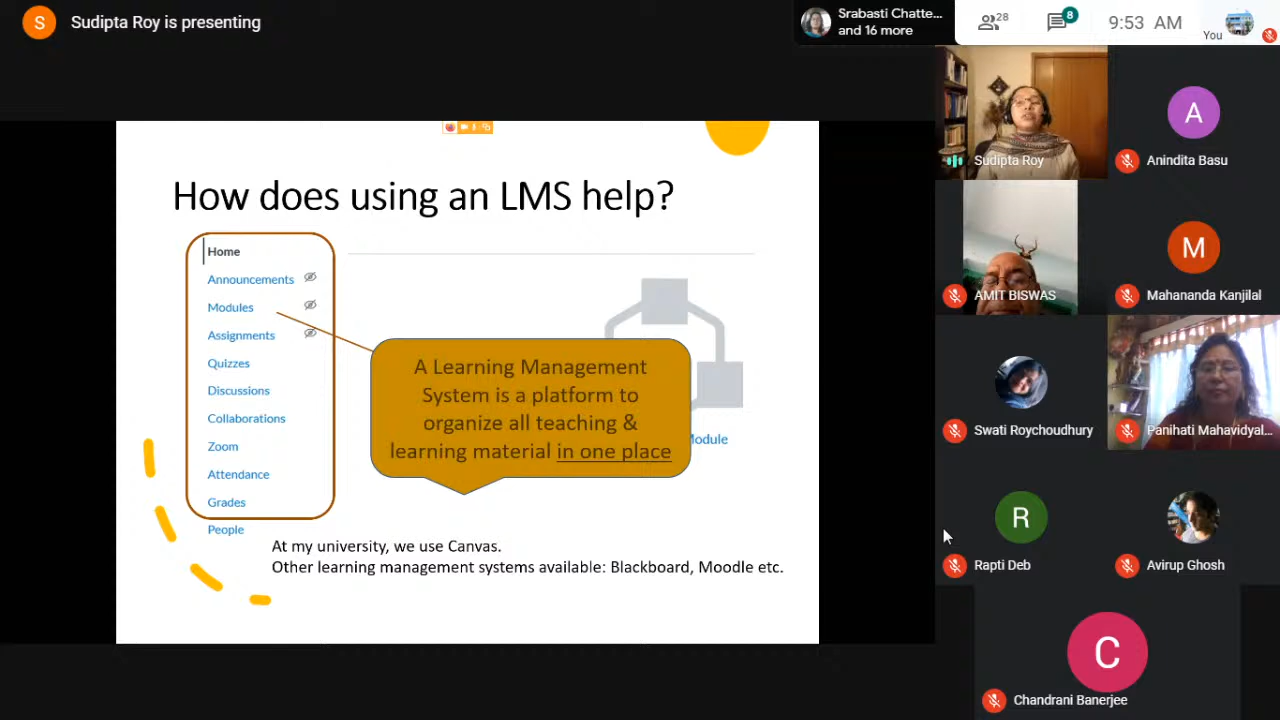 S
Sudipta Roy is presenting
Srabasti Chatte...
and 16 more
28
8
9:53 AM
You
How does using an LMS help?
Home
Announcements
Modules
Assignments
Quizzes
Discussions
Collaborations
Zoom
Attendance
Grades
People
A Learning Management
System is a platform to
organize all teaching &
learning material in one place
Module
At my university, we use Canvas.
Other learning management systems available: Blackboard, Moodle etc.
Sudipta Roy
A
Anindita Basu
AMIT BISWAS
M
Mahananda Kanjilal
Swati Roychoudhury
Panihati Mahavidyal...
R
Rapti Deb
Avirup Ghosh
C
Chandrani Banerjee